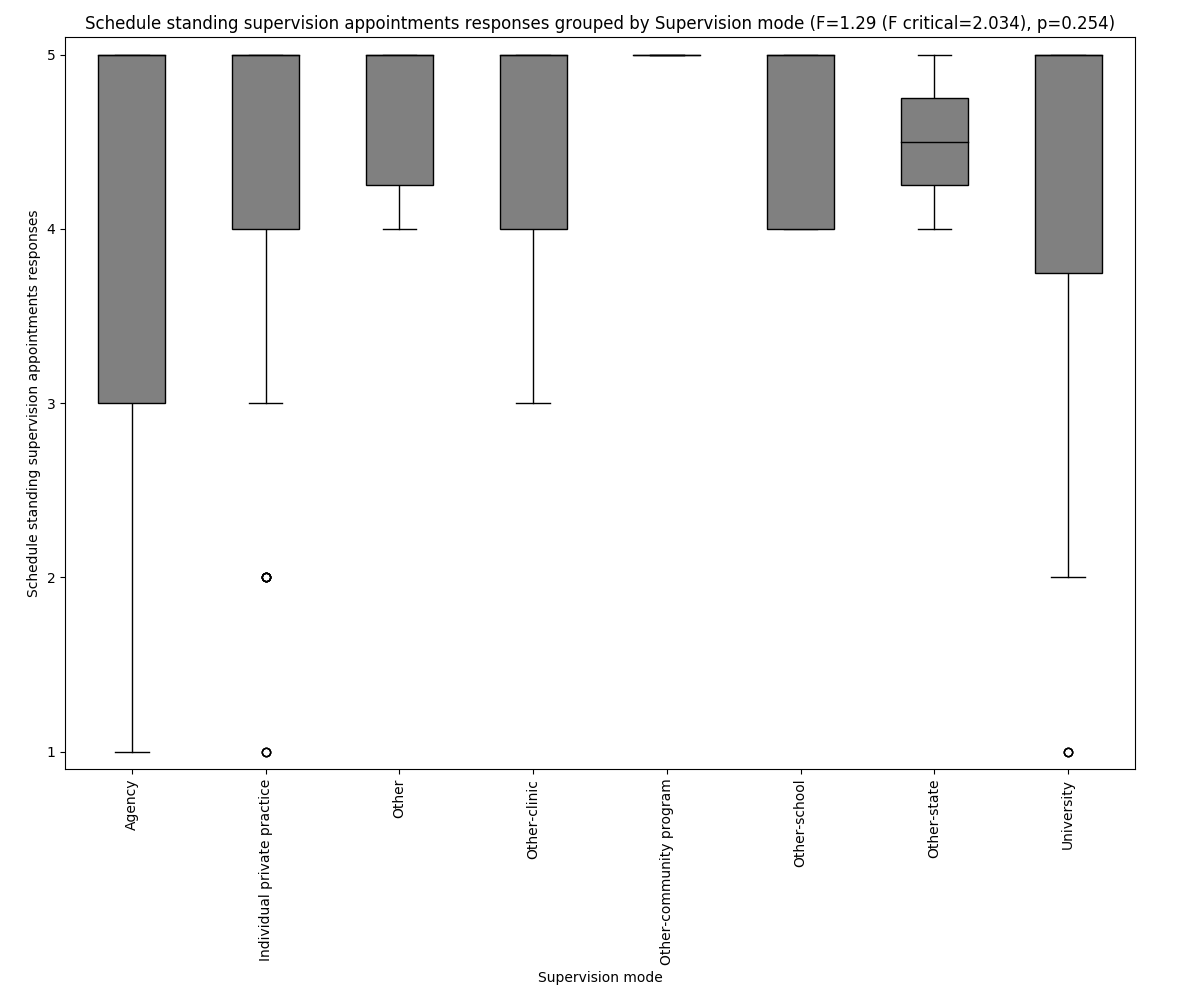 Schedule standing supervision appointments responses grouped by Supervision mode (F=1.29 (F critical=2.034), p=0.254)
Schedule standing supervision appointments responses
5
4
3
2
1
Agency
Individual private practice
Other
Other-clinic
Other-community program
Other-school
Other-state
University
Supervision mode